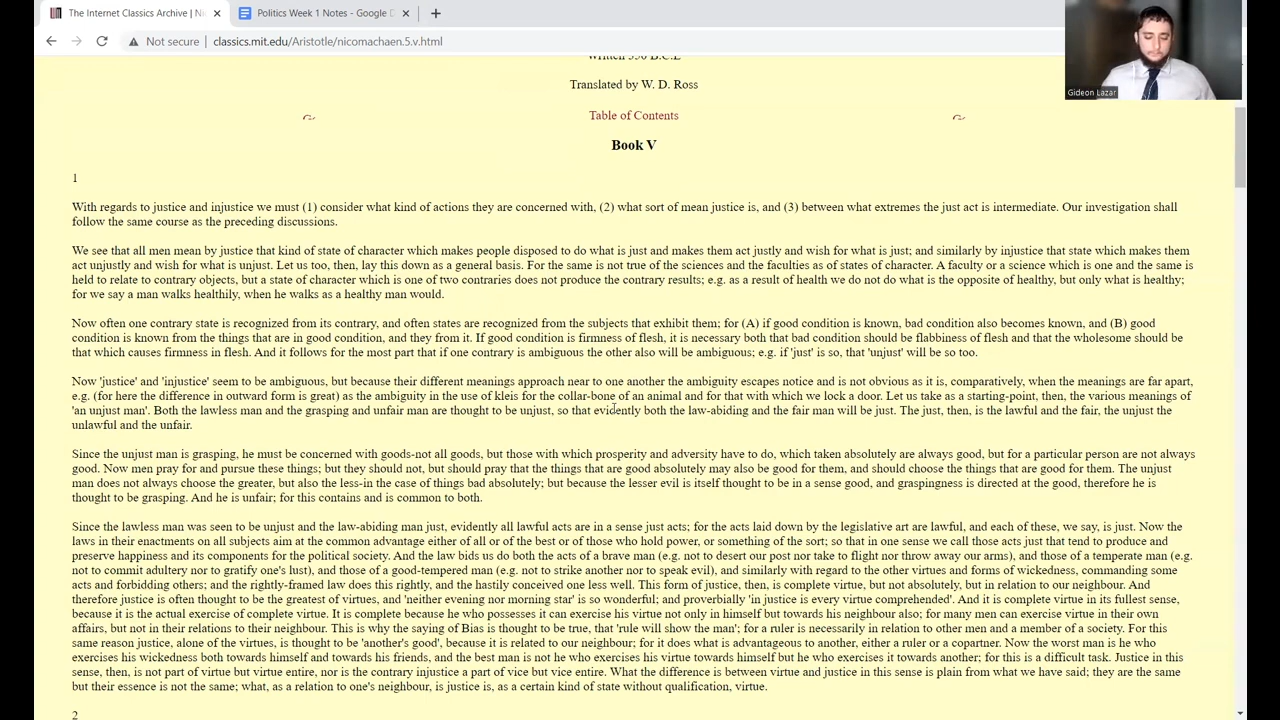 The Internet Classics Archive | Ni
Politics Week 1 Notes - Google D
Not secure
classics.mit.edu/Aristotle/nicomachaen.5.v.html
Gideon Lazar
Written 350 B.C.E
Translated by W. D. Ross
Table of Contents
Book V
1
With regards to justice and injustice we must (1) consider what kind of actions they are concerned with, (2) what sort of mean justice is, and (3) between what extremes the just act is intermediate. Our investigation shall
follow the same course as the preceding discussions.
We see that all men mean by justice that kind of state of character which makes people disposed to do what is just and makes them act justly and wish for what is just; and similarly by injustice that state which makes them
act unjustly and wish for what is unjust. Let us too, then, lay this down as a general basis. For the same is not true of the sciences and the faculties as of states of character. A faculty or a science which is one and the same is
held to relate to contrary objects, but a state of character which is one of two contraries does not produce the contrary results; e.g. as a result of health we do not do what is the opposite of healthy, but only what is healthy;
for we say a man walks healthily, when he walks as a healthy man would.
Now often one contrary state is recognized from its contrary, and often states are recognized from the subjects that exhibit them; for (A) if good condition is known, bad condition also becomes known, and (B) good
condition is known from the things that are in good condition, and they from it. If good condition is firmness of flesh, it is necessary both that bad condition should be flabbiness of flesh and that the wholesome should be
that which causes firmness in flesh. And it follows for the most part that if one contrary is ambiguous the other also will be ambiguous; e.g. if 'just' is so, that 'unjust' will be so too.
Now 'justice' and 'injustice' seem to be ambiguous, but because their different meanings approach near to one another the ambiguity escapes notice and is not obvious as it is, comparatively, when the meanings are far apart,
e.g. (for here the difference in outward form is great) as the ambiguity in the use of kleis for the collar-bone of an animal and for that with which we lock a door. Let us take as a starting-point, then, the various meanings of
'an unjust man'. Both the lawless man and the grasping and unfair man are thought to be unjust, so that evidently both the law-abiding and the fair man will be just. The just, then, is the lawful and the fair, the unjust the
unlawful and the unfair.
Since the unjust man is grasping, he must be concerned with goods-not all goods, but those with which prosperity and adversity have to do, which taken absolutely are always good, but for a particular person are not always
good. Now men pray for and pursue these things; but they should not, but should pray that the things that are good absolutely may also be good for them, and should choose the things that are good for them. The unjust
man does not always choose the greater, but also the less-in the case of things bad absolutely; but because the lesser evil is itself thought to be in a sense good, and graspingness is directed at the good, therefore he is
thought to be grasping. And he is unfair; for this contains and is common to both.
Since the lawless man was seen to be unjust and the law-abiding man just, evidently all lawful acts are in a sense just acts; for the acts laid down by the legislative art are lawful, and each of these, we say, is just. Now the
laws in their enactments on all subjects aim at the common advantage either of all or of the best or of those who hold power, or something of the sort; so that in one sense we call those acts just that tend to produce and
preserve happiness and its components for the political society. And the law bids us do both the acts of a brave man (e.g. not to desert our post nor take to flight nor throw away our arms), and those of a temperate man (e.g.
not to commit adultery nor to gratify one's lust), and those of a good-tempered man (e.g. not to strike another nor to speak evil), and similarly with regard to the other virtues and forms of wickedness, commanding some
acts and forbidding others; and the rightly-framed law does this rightly, and the hastily conceived one less well. This form of justice, then, is complete virtue, but not absolutely, but in relation to our neighbour. And
therefore justice is often thought to be the greatest of virtues, and 'neither evening nor morning star' is so wonderful; and proverbially 'in justice is every virtue comprehended'. And it is complete virtue in its fullest sense,
because it is the actual exercise of complete virtue. It is complete because he who possesses it can exercise his virtue not only in himself but towards his neighbour also; for many men can exercise virtue in their own
affairs, but not in their relations to their neighbour. This is why the saying of Bias is thought to be true, that 'rule will show the man'; for a ruler is necessarily in relation to other men and a member of a society. For this
same reason justice, alone of the virtues, is thought to be 'another's good', because it is related to our neighbour; for it does what is advantageous to another, either a ruler or a copartner. Now the worst man is he who
exercises his wickedness both towards himself and towards his friends, and the best man is not he who exercises his virtue towards himself but he who exercises it towards another; for this is a difficult task. Justice in this
sense, then, is not part of virtue but virtue entire, nor is the contrary injustice a part of vice but vice entire. What the difference is between virtue and justice in this sense is plain from what we have said; they are the same
but their essence is not the same; what, as a relation to one's neighbour, is justice is, as a certain kind of state without qualification, virtue.
2